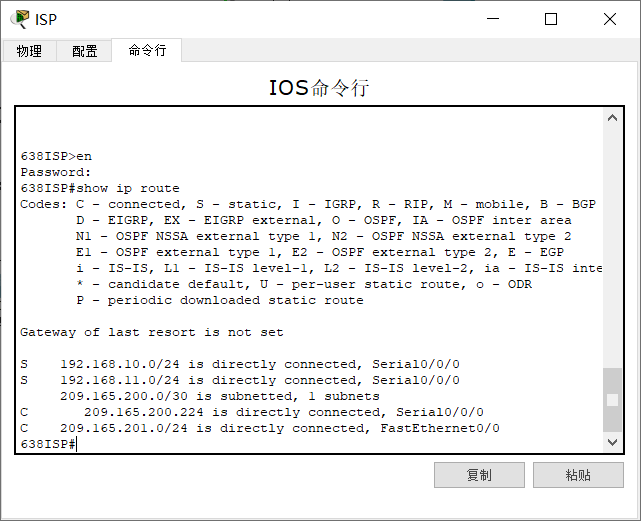 ISP
物理 配置 命令行
IOS命令行
638ISP>en
Password:
638ISP#show ip route
Codes: C - connected, S - static, I - IGRP, R - RIP, M - mobile, B - BGP
       D - EIGRP, EX - EIGRP external, O - OSPF, IA - OSPF inter area
       N1 - OSPF NSSA external type 1, N2 - OSPF NSSA external type 2
       E1 - OSPF external type 1, E2 - OSPF external type 2, E - EGP
       i - IS-IS, L1 - IS-IS level-1, L2 - IS-IS level-2, ia - IS-IS inte
       * - candidate default, U - per-user static route, o - ODR
       P - periodic downloaded static route
Gateway of last resort is not set
S    192.168.10.0/24 is directly connected, Serial0/0/0
S    192.168.11.0/24 is directly connected, Serial0/0/0
     209.165.200.0/30 is subnetted, 1 subnets
C       209.165.200.224 is directly connected, Serial0/0/0
C    209.165.201.0/24 is directly connected, FastEthernet0/0
638ISP#
复制 粘贴